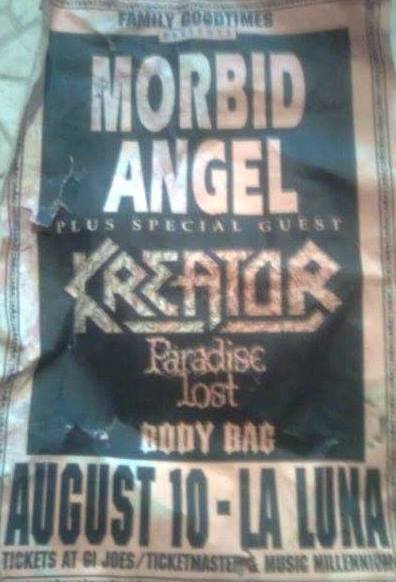 FAMILY GOODTIMES
PRESENTS
MORBID
ANGEL
PLUS SPECIAL GUEST
KREATOR
Paradise
lost
BODY BAG
AUGUST 10 - LA LUNA
TICKETS AT GI JOES/TICKETMASTER & MUSIC MILLENNIUM